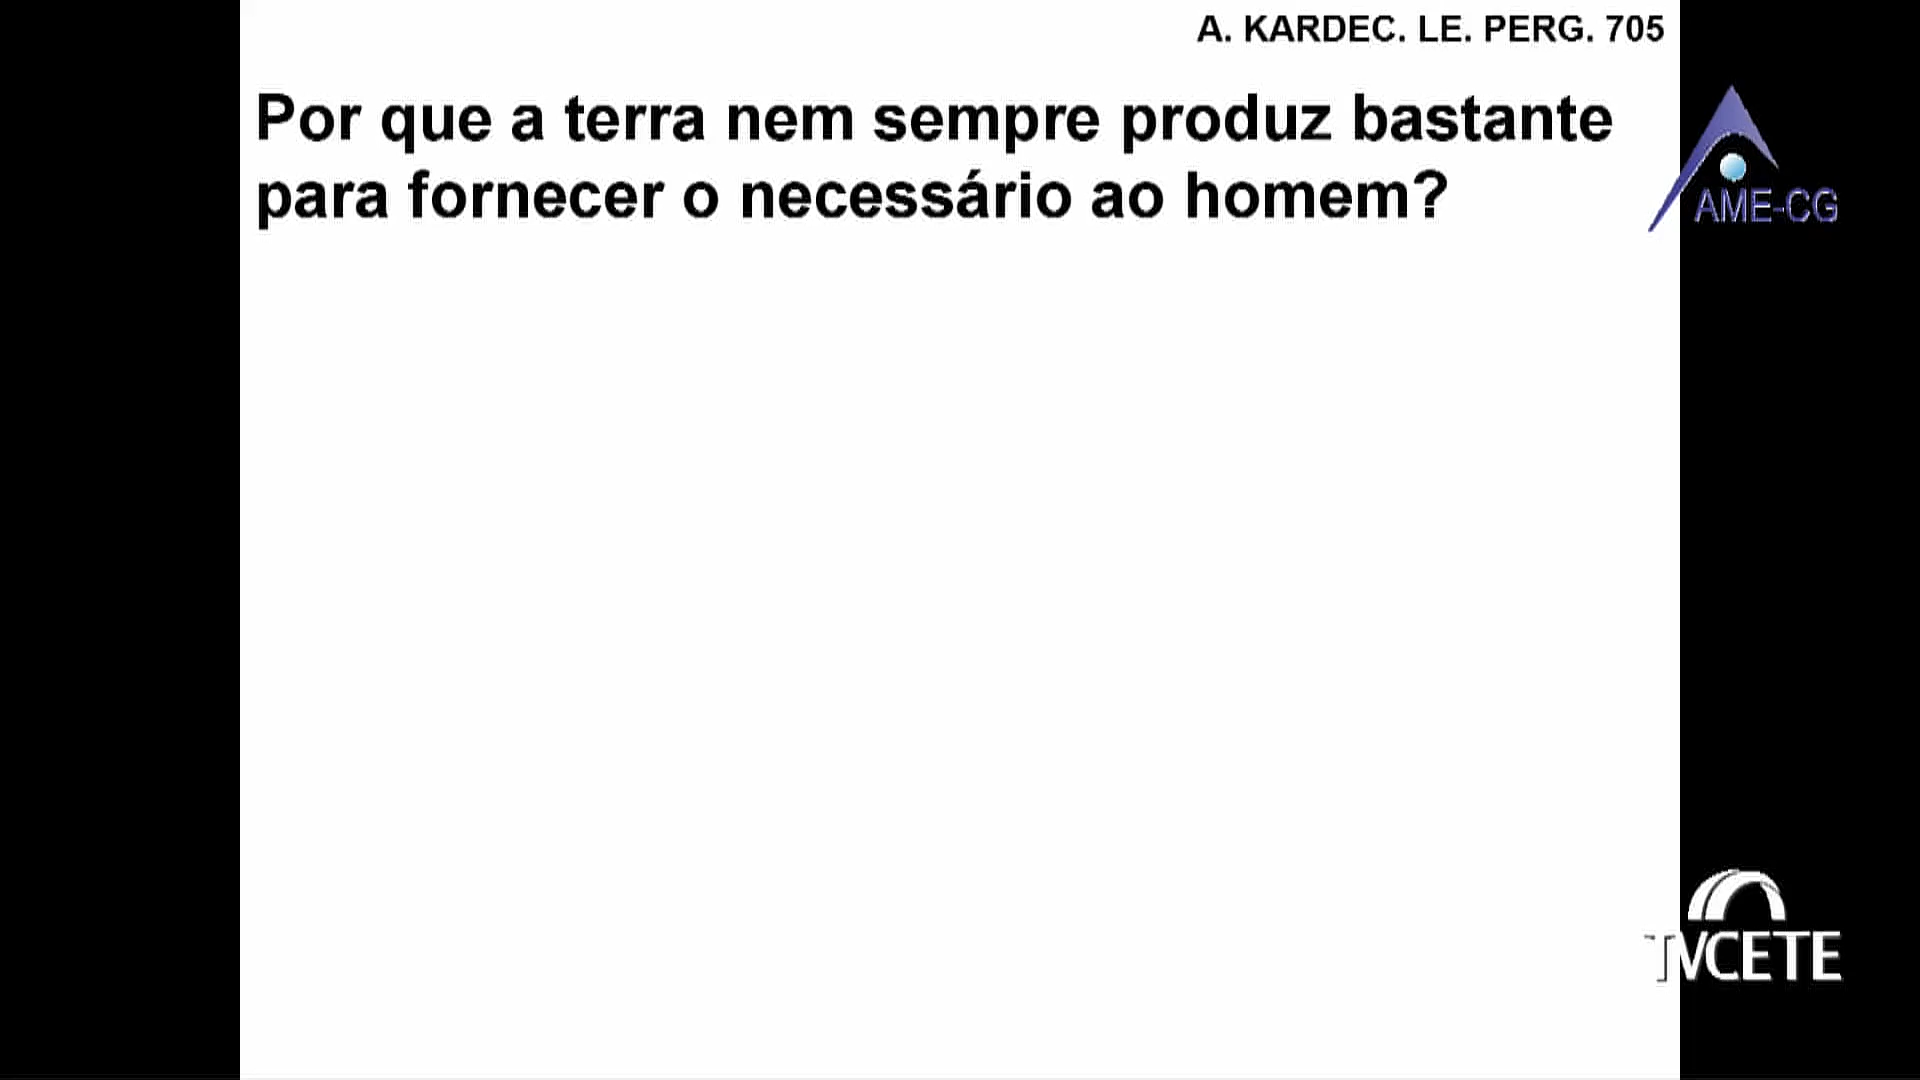 A. KARDEC. LE. PERG. 705
Por que a terra nem sempre produz bastante
para fornecer o necessário ao homem?
AME-CG
TVCETE